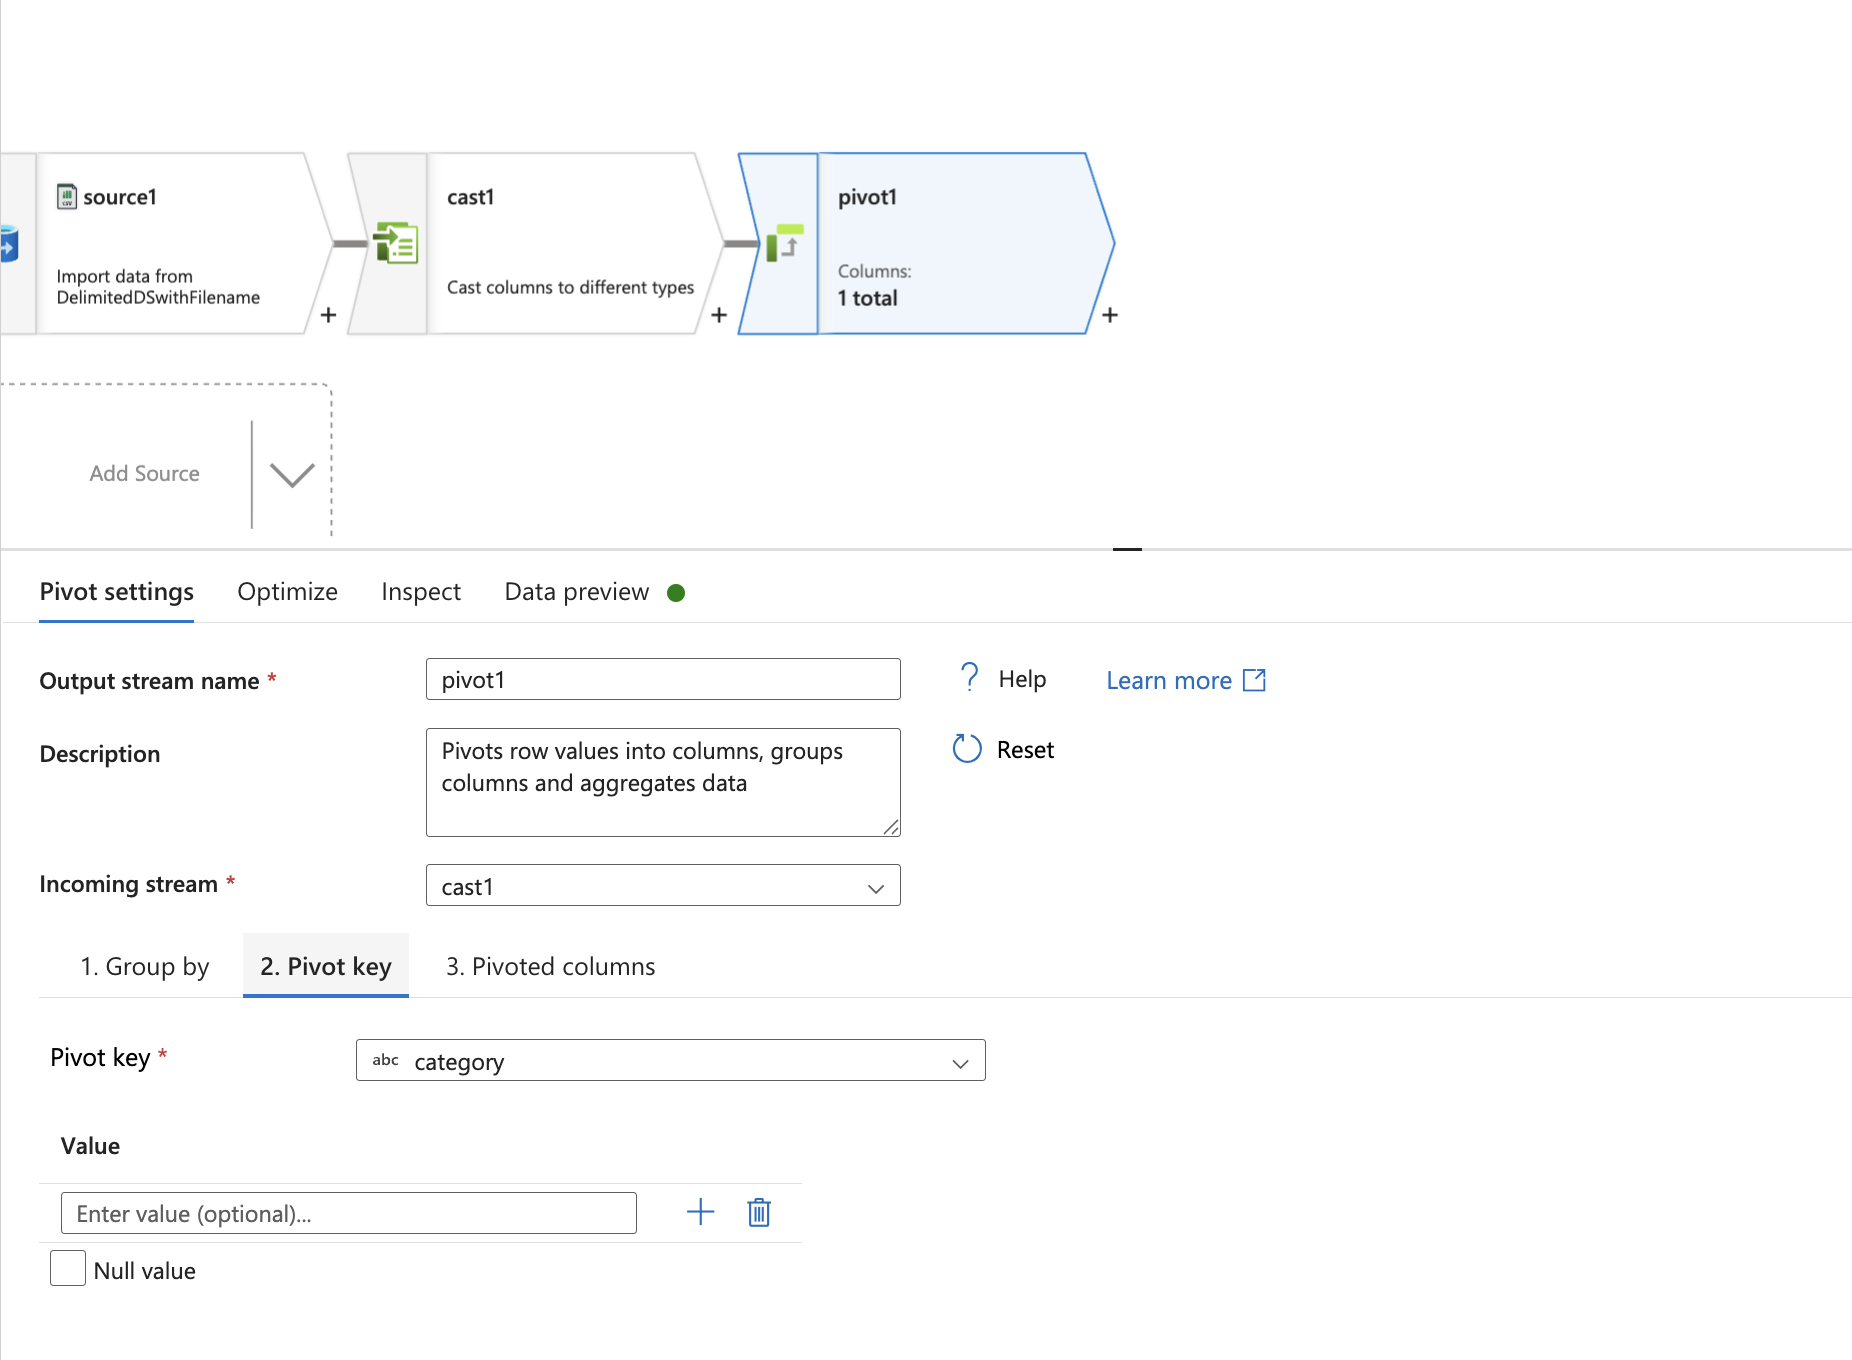 source1
Import data from
DelimitedDSwithFilename
+
cast1
Cast columns to different types
+
pivot1
Columns:
1 total
+
Add Source
Pivot settings
Optimize
Inspect
Data preview
Output stream name *
pivot1
? Help
Learn more
Description
Pivots row values into columns, groups
columns and aggregates data
Reset
Incoming stream *
cast1
1. Group by
2. Pivot key
3. Pivoted columns
Pivot key *
abc category
Value
Enter value (optional)...
Null value